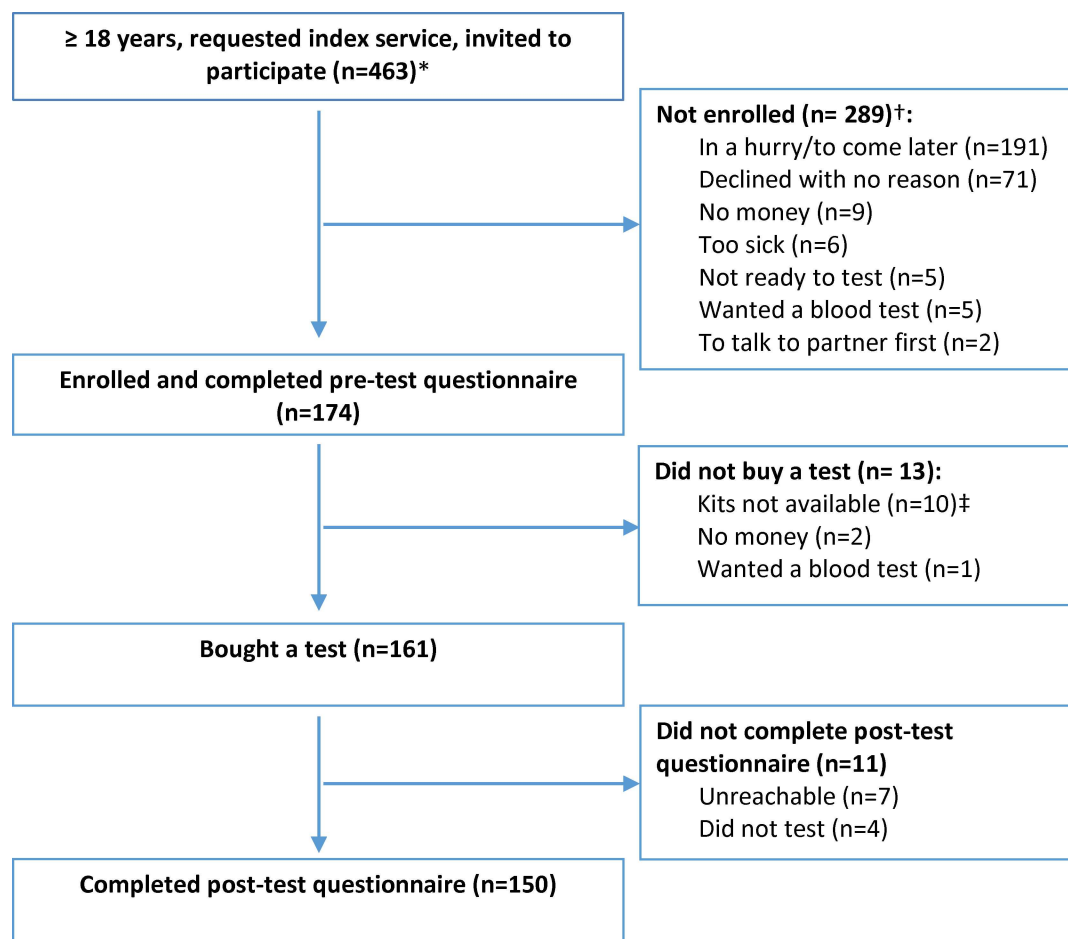 ≥ 18 years, requested index service, invited to
participate (n=463)*
Not enrolled (n= 289)†:
In a hurry/to come later (n=191)
Declined with no reason (n=71)
No money (n=9)
Too sick (n=6)
Not ready to test (n=5)
Wanted a blood test (n=5)
To talk to partner first (n=2)
Enrolled and completed pre-test questionnaire
(n=174)
Did not buy a test (n= 13):
Kits not available (n=10)‡
No money (n=2)
Wanted a blood test (n=1)
Bought a test (n=161)
Did not complete post-test
questionnaire (n=11)
Unreachable (n=7)
Did not test (n=4)
Completed post-test questionnaire (n=150)